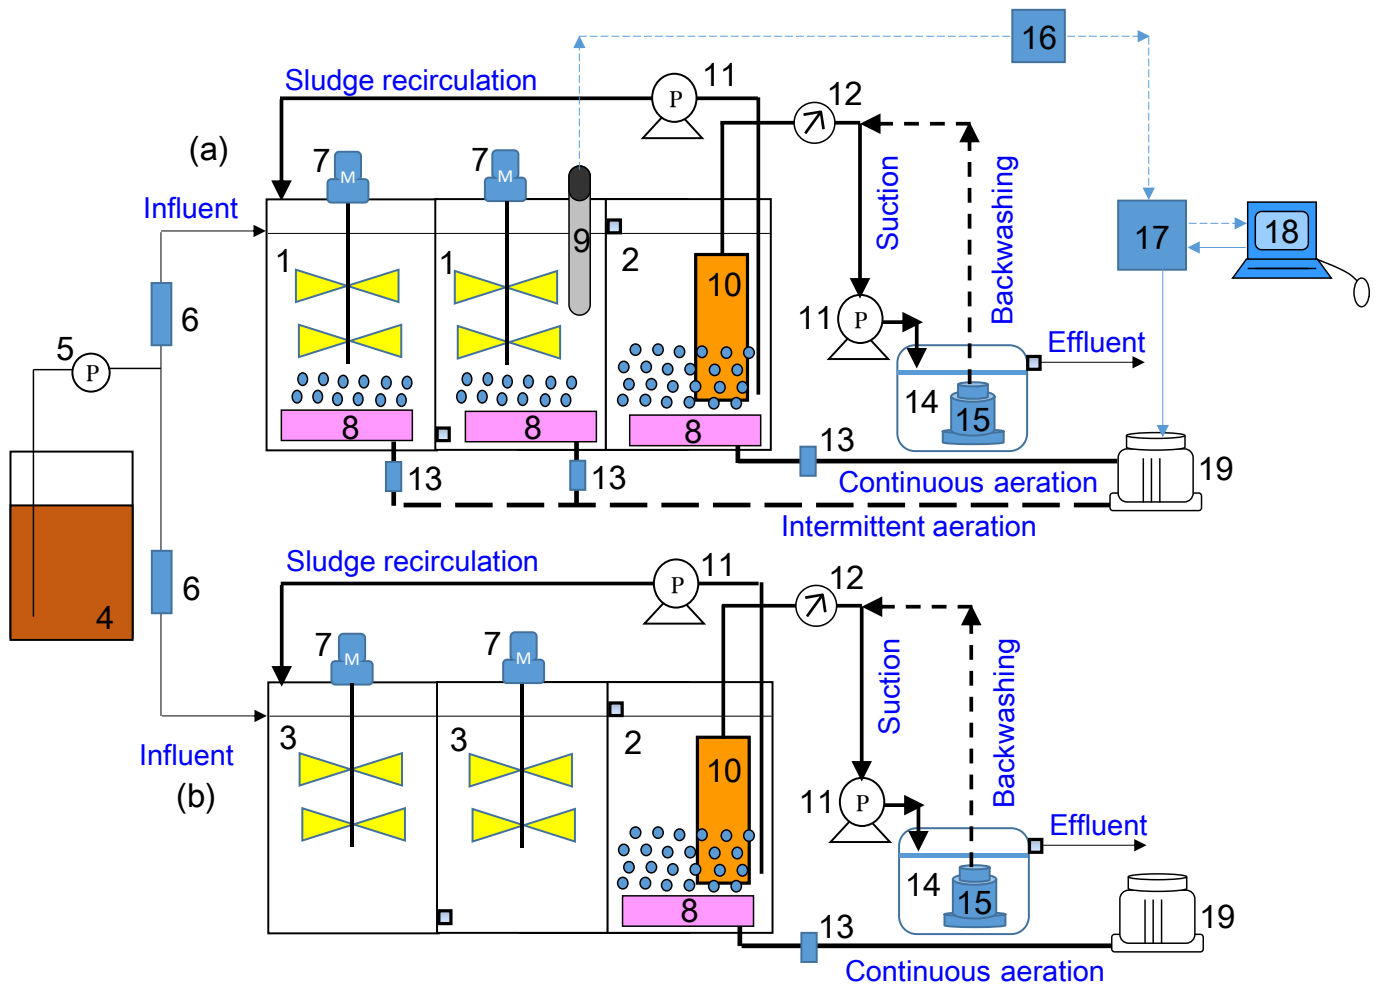 16
Sludge recirculation
11
P
12
(a)
7
M
7
M
Influent
Suction
Backwashing
1
1
9
2
10
17
18
6
5
P
11
P
Effluent
14
15
8
8
8
13
13
13
Continuous aeration
19
Intermittent aeration
Sludge recirculation
11
P
12
6
4
7
M
7
M
Suction
Backwashing
3
3
2
10
Influent
(b)
11
P
Effluent
14
15
8
13
19
Continuous aeration